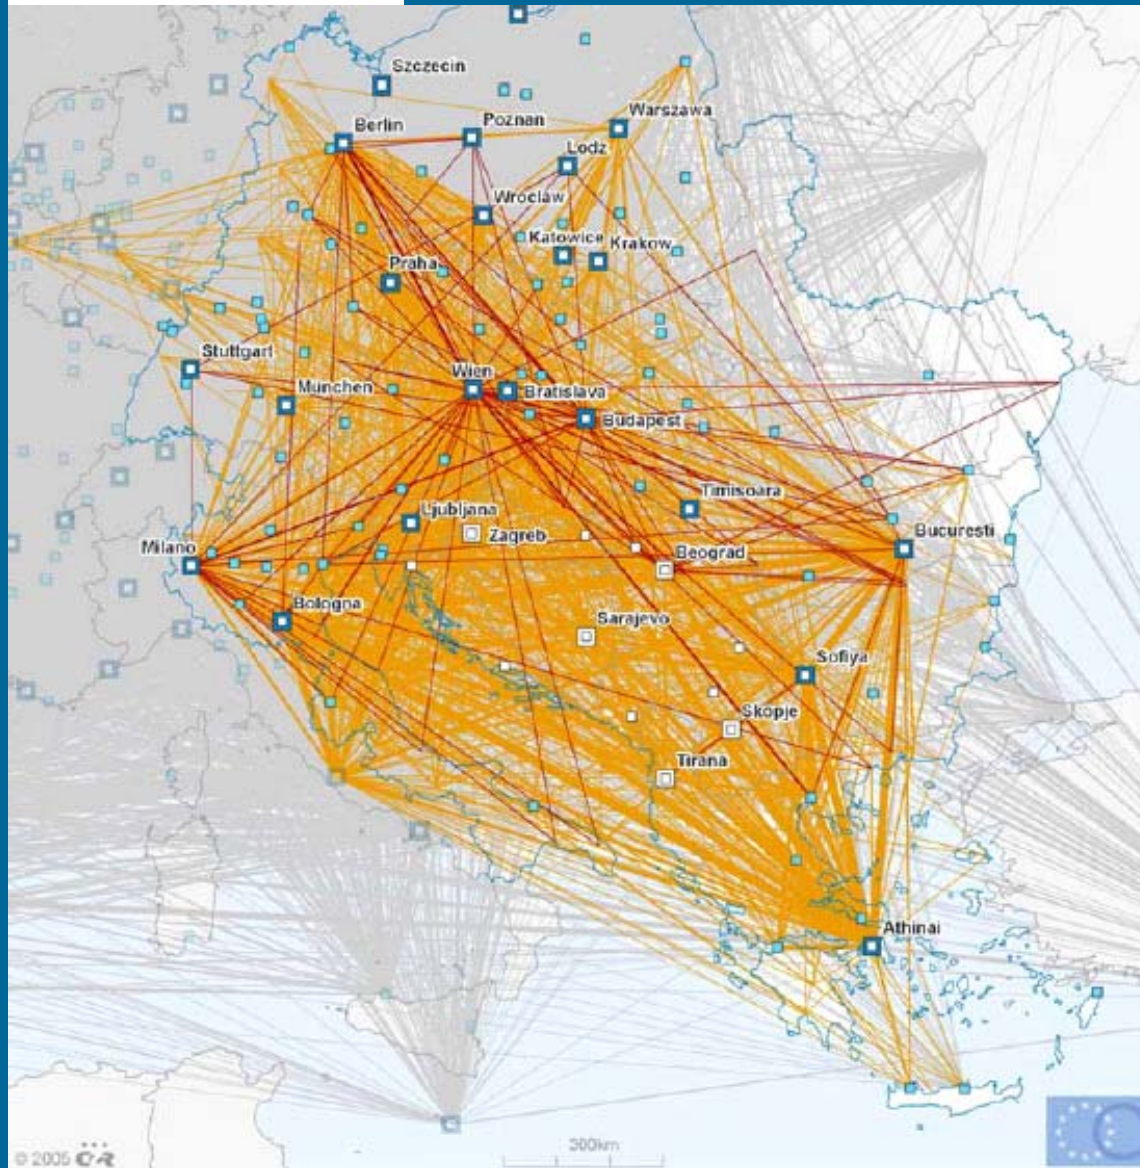 Szczecin
Berlin
Poznan
Warszawa
Lodz
Wroclaw
Katowice
Krakow
Praha
Stuttgart
Wien
Munchen
Bratislava
Budapest
Timisoara
Ljubljana
Zagreb
Bucuresti
Milano
Beograd
Bologna
Sarajevo
Sofiya
Skopje
Tirana
Athinai
300km
© 2005